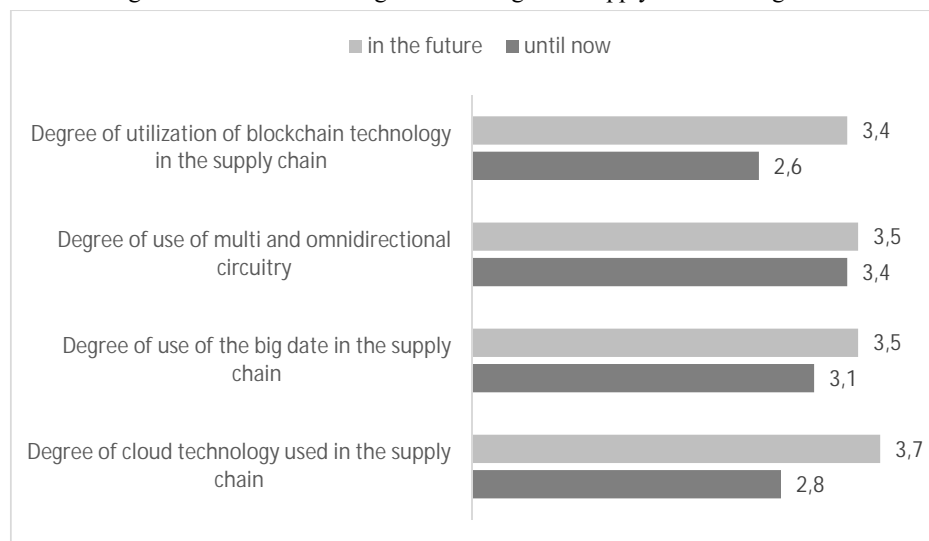 in the future until now
Degree of utilization of blockchain technology
in the supply chain
3,4
2,6
Degree of use of multi and omnidirectional
circuitry
3,5
3,4
Degree of use of the big date in the supply
chain
3,5
3,1
Degree of cloud technology used in the supply
chain
3,7
2,8